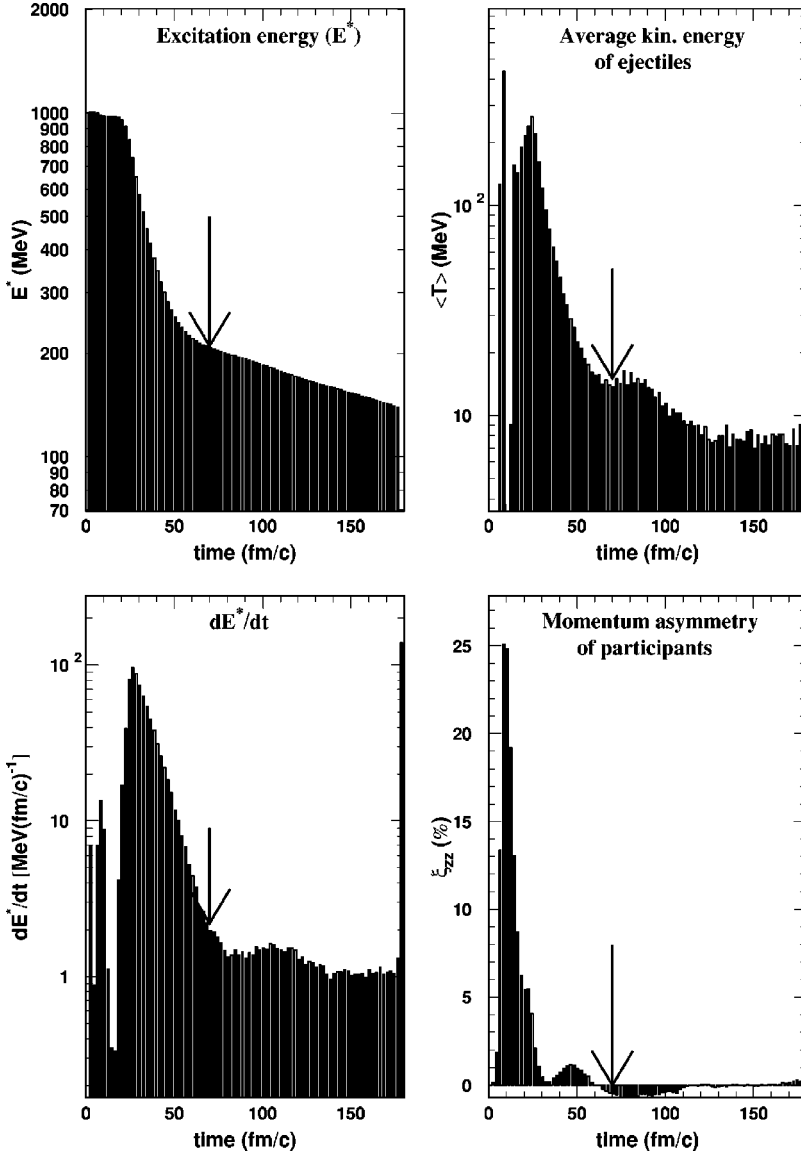 Excitation energy (E*)
2000
1000
900
800
700
600
500
400
300
200
100
90
80
70
E* (MeV)
0 50 100 150
time (fm/c)
Average kin. energy
of ejectiles
10²
10
<T> (MeV)
0 50 100 150
time (fm/c)
dE*/dt
10²
10
1
dE*/dt [MeV(fm/c)⁻¹]
0 50 100 150
time (fm/c)
Momentum asymmetry
of participants
25
20
15
10
5
0
ξzz (%)
0 50 100 150
time (fm/c)